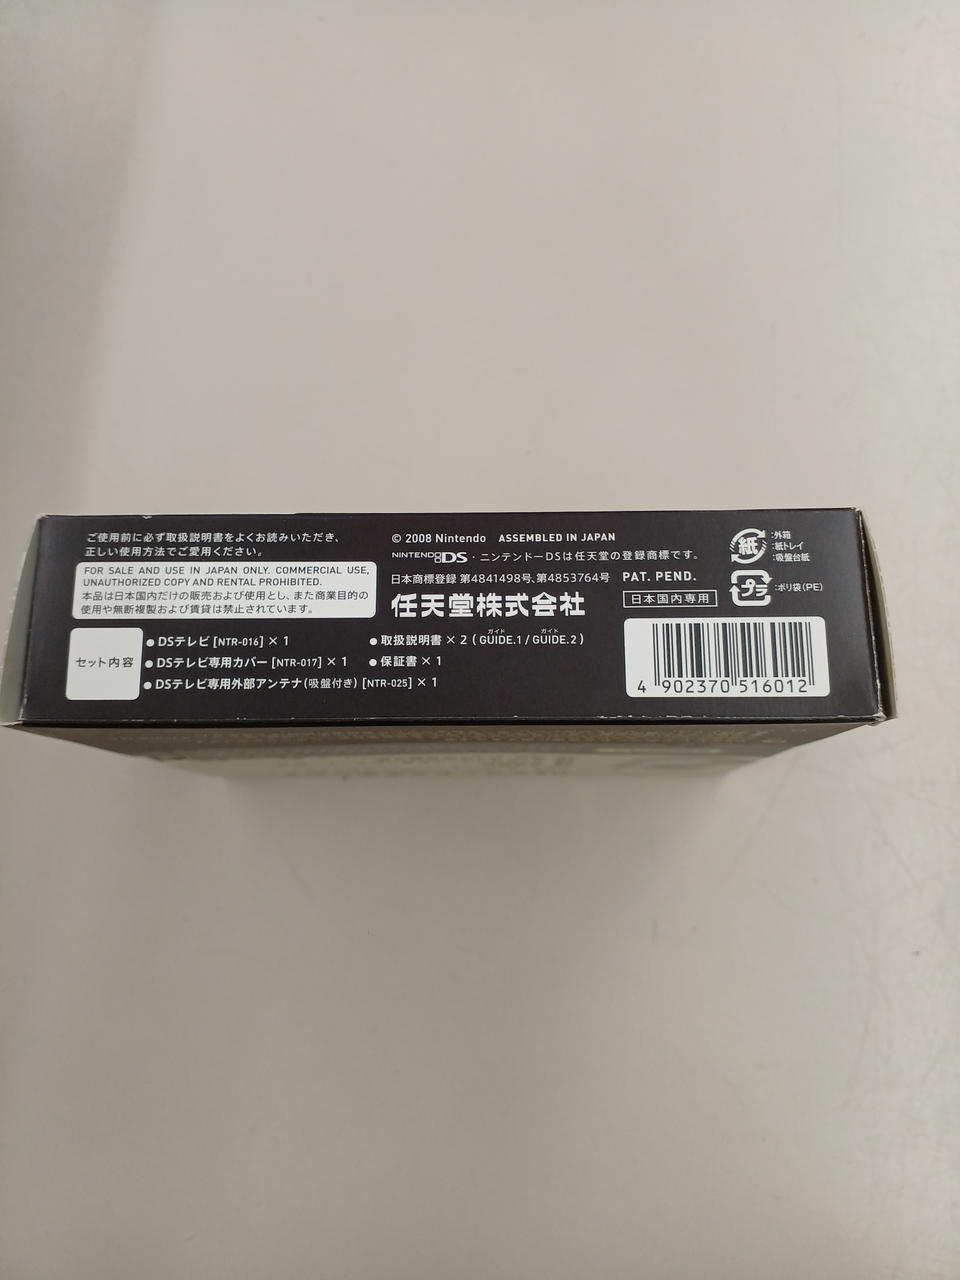 ご使用前に必ず取扱説明書をよくお読みいただき、
正しい使用方法でご愛用ください。
FOR SALE AND USE IN JAPAN ONLY. COMMERCIAL USE,
UNAUTHORIZED COPY AND RENTAL PROHIBITED.
本品は日本国内だけの販売および使用とし、また商業目的の
使用や無断複製および賃貸は禁止されています。
© 2008 Nintendo ASSEMBLED IN JAPAN
NINTENDO DS・ニンテンドーDSは任天堂の登録商標です。
日本商標登録 第4841498号、第4853764号 PAT. PEND.
任天堂株式会社
日本国内専用
紙
:外箱
:紙トレイ
:吸盤台紙
プラ
:ポリ袋(PE)
セット内容
●DSテレビ [NTR-016] × 1
●DSテレビ専用カバー [NTR-017] × 1
●DSテレビ専用外部アンテナ(吸盤付き) [NTR-025] × 1
ガイド ガイド
●取扱説明書 × 2 (GUIDE.1 / GUIDE.2)
●保証書 × 1
4 902370 516012